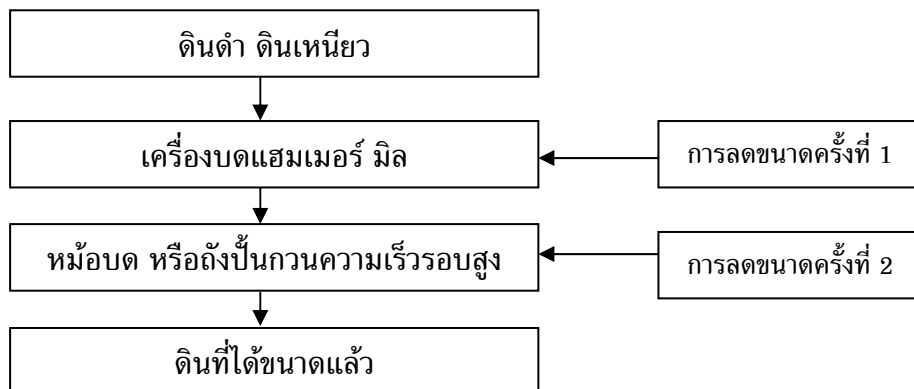 ดินดำ ดินเหนียว
เครื่องบดแฮมเมอร์ มิล
การลดขนาดครั้งที่ 1
หม้อบด หรือถังปั้นกวนความเร็วรอบสูง
การลดขนาดครั้งที่ 2
ดินที่ได้ขนาดแล้ว